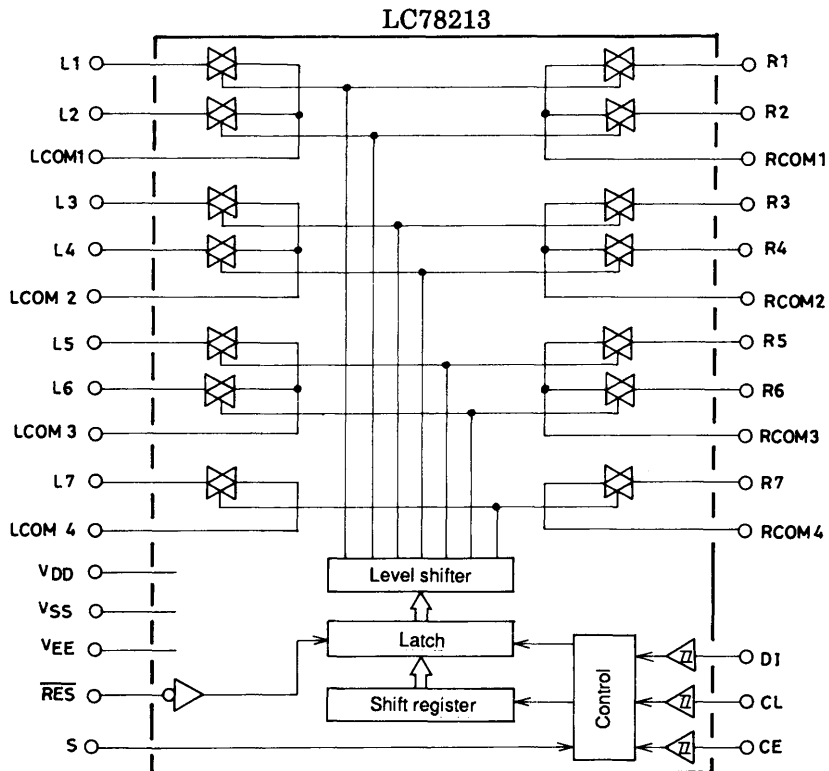 LC78213
L1
R1
L2
R2
LCOM1
RCOM1
L3
R3
L4
R4
LCOM 2
RCOM2
L5
R5
L6
R6
LCOM 3
RCOM3
L7
R7
LCOM 4
RCOM4
VDD
Level shifter
VSS
VEE
Latch
DI
RES
Shift register
Control
CL
S
CE